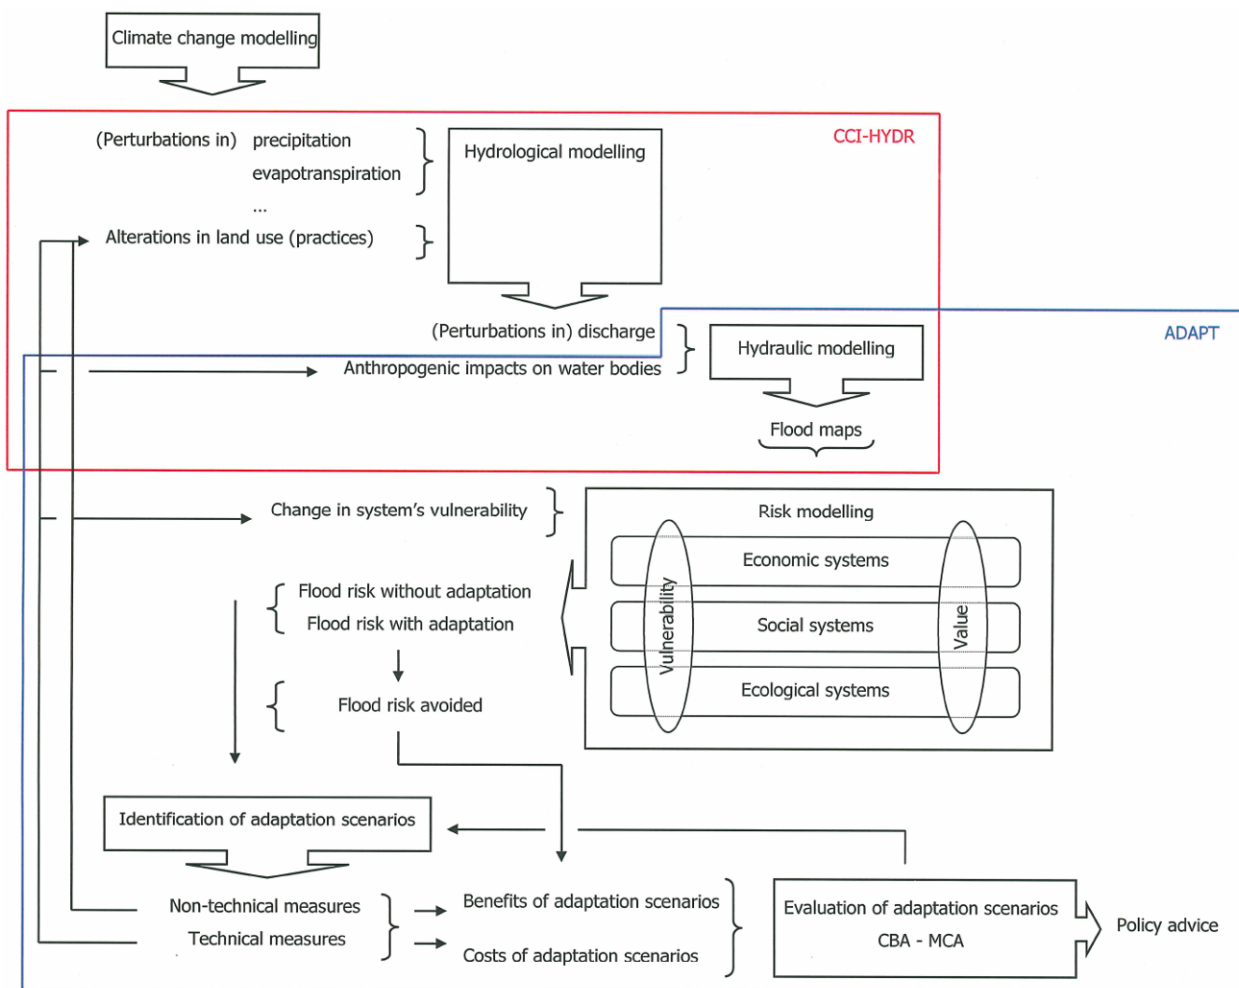 Climate change modelling
CCI-HYDR
(Perturbations in) precipitation
evapotranspiration
...
Hydrological modelling
Alterations in land use (practices)
(Perturbations in) discharge
ADAPT
Hydraulic modelling
Anthropogenic impacts on water bodies
Flood maps
Change in system's vulnerability
Risk modelling
Economic systems
Social systems
Ecological systems
Vulnerability
Value
Flood risk without adaptation
Flood risk with adaptation
Flood risk avoided
Identification of adaptation scenarios
Non-technical measures
Technical measures
Benefits of adaptation scenarios
Costs of adaptation scenarios
Evaluation of adaptation scenarios
CBA - MCA
Policy advice